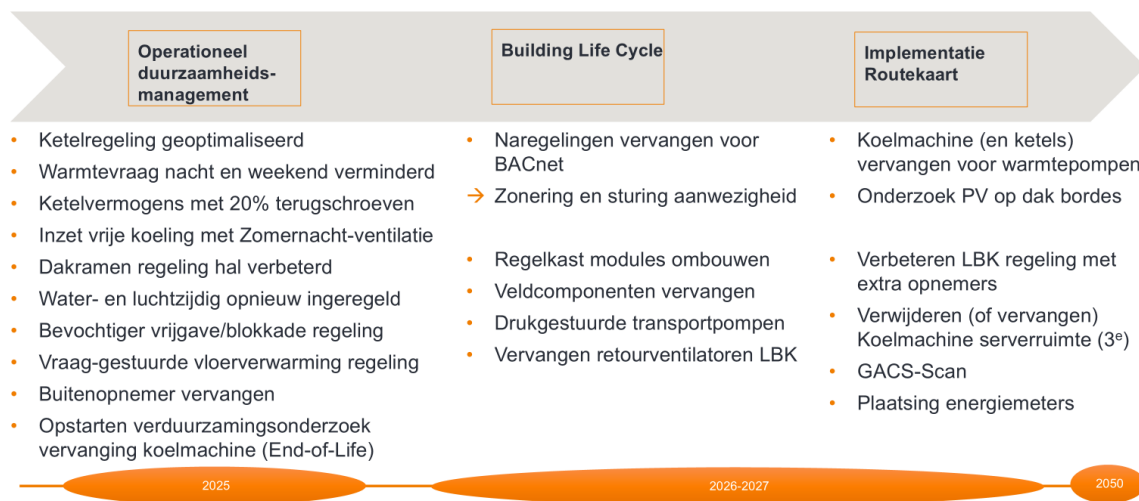 Operationeel
duurzaamheids-
management
Building Life Cycle
Implementatie
Routekaart
• Ketelregeling geoptimaliseerd
• Warmtevraag nacht en weekend verminderd
• Ketelvermogens met 20% terugschroeven
• Inzet vrije koeling met Zomernacht-ventilatie
• Dakramen regeling hal verbeterd
• Water- en luchtzijdig opnieuw ingeregeld
• Bevochtiger vrijgave/blokkade regeling
• Vraag-gestuurde vloerverwarming regeling
• Buitenopnemer vervangen
• Opstarten verduurzamingsonderzoek
vervanging koelmachine (End-of-Life)
• Naregelingen vervangen voor
BACnet
→ Zonering en sturing aanwezigheid
• Regelkast modules ombouwen
• Veldcomponenten vervangen
• Drukgestuurde transportpompen
• Vervangen retourventilatoren LBK
• Koelmachine (en ketels)
vervangen voor warmtepompen
• Onderzoek PV op dak bordes
• Verbeteren LBK regeling met
extra opnemers
• Verwijderen (of vervangen)
Koelmachine serverruimte (3ᵉ)
• GACS-Scan
• Plaatsing energiemeters
2025
2026-2027
2050